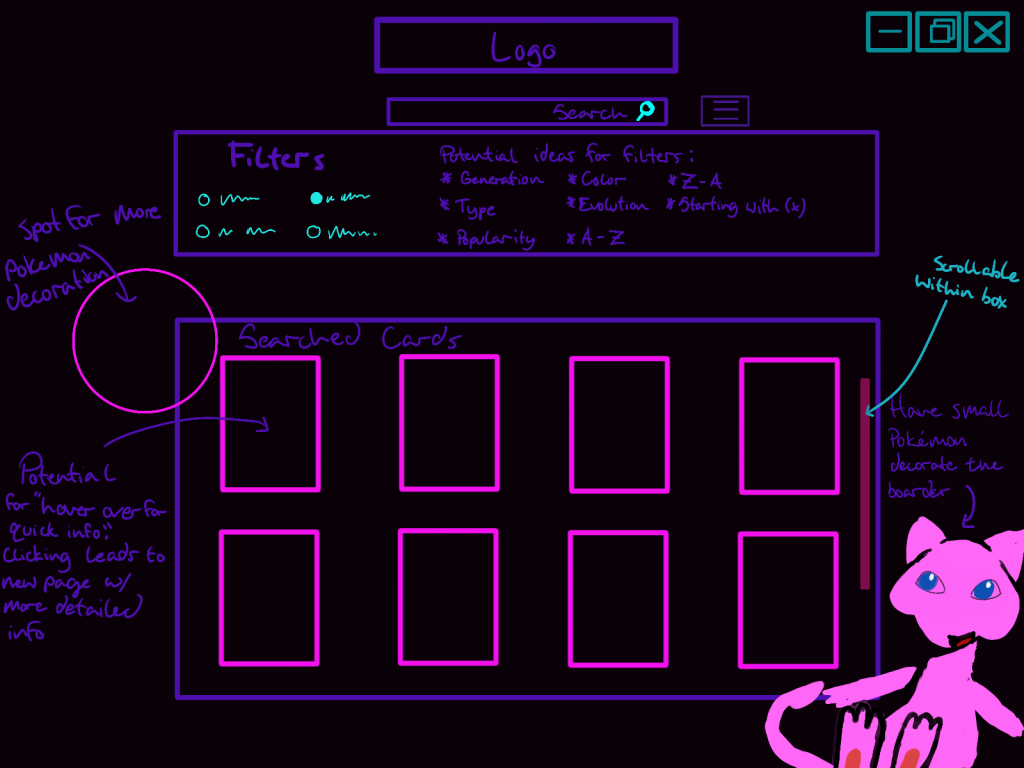 Logo
Search
Filters
Potential ideas for filters:
* Generation * Color * Z-A
* Type * Evolution * Starting with (x)
* Popularity * A-Z
Spot for more
Pokemon
decoration
Scrollable
within box
Searched Cards
Have small
Pokémon
decorate the
boarder
Potential
for "hover over for
quick info".
Clicking leads to
new page w/
more detailed
info